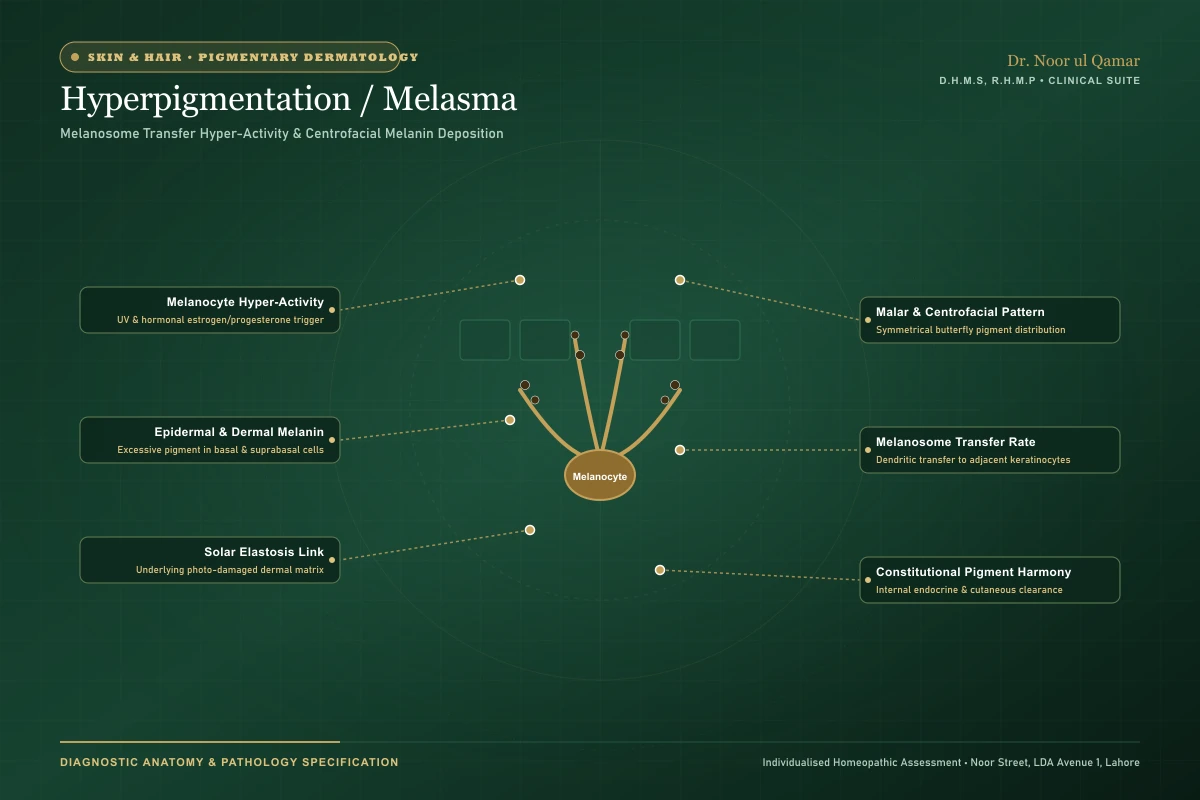 SKIN & HAIR • PIGMENTARY DERMATOLOGY
Hyperpigmentation / Melasma
Melanosome Transfer Hyper-Activity & Centrofacial Melanin Deposition
Dr. Noor ul Qamar
D.H.M.S, R.H.M.P • CLINICAL SUITE
Melanocyte Hyper-Activity
UV & hormonal estrogen/progesterone trigger
Malar & Centrofacial Pattern
Symmetrical butterfly pigment distribution
Epidermal & Dermal Melanin
Excessive pigment in basal & suprabasal cells
Melanosome Transfer Rate
Dendritic transfer to adjacent keratinocytes
Melanocyte
Solar Elastosis Link
Underlying photo-damaged dermal matrix
Constitutional Pigment Harmony
Internal endocrine & cutaneous clearance
DIAGNOSTIC ANATOMY & PATHOLOGY SPECIFICATION
Individualised Homeopathic Assessment • Noor Street, LDA Avenue 1, Lahore